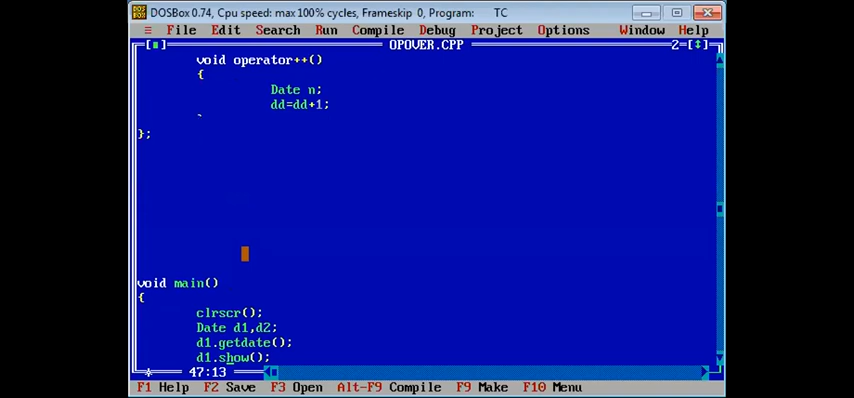 DOSBox 0.74, Cpu speed: max 100% cycles, Frameskip 0, Program: TC
≡ File Edit Search Run Compile Debug Project Options Window Help
[■] OPOVER.CPP 2=[↕]
void operator++()
{
Date n;
dd=dd+1;
};
void main()
{
clrscr();
Date d1,d2;
d1.getdate();
d1.show();
* 47:13
F1 Help F2 Save F3 Open Alt-F9 Compile F9 Make F10 Menu